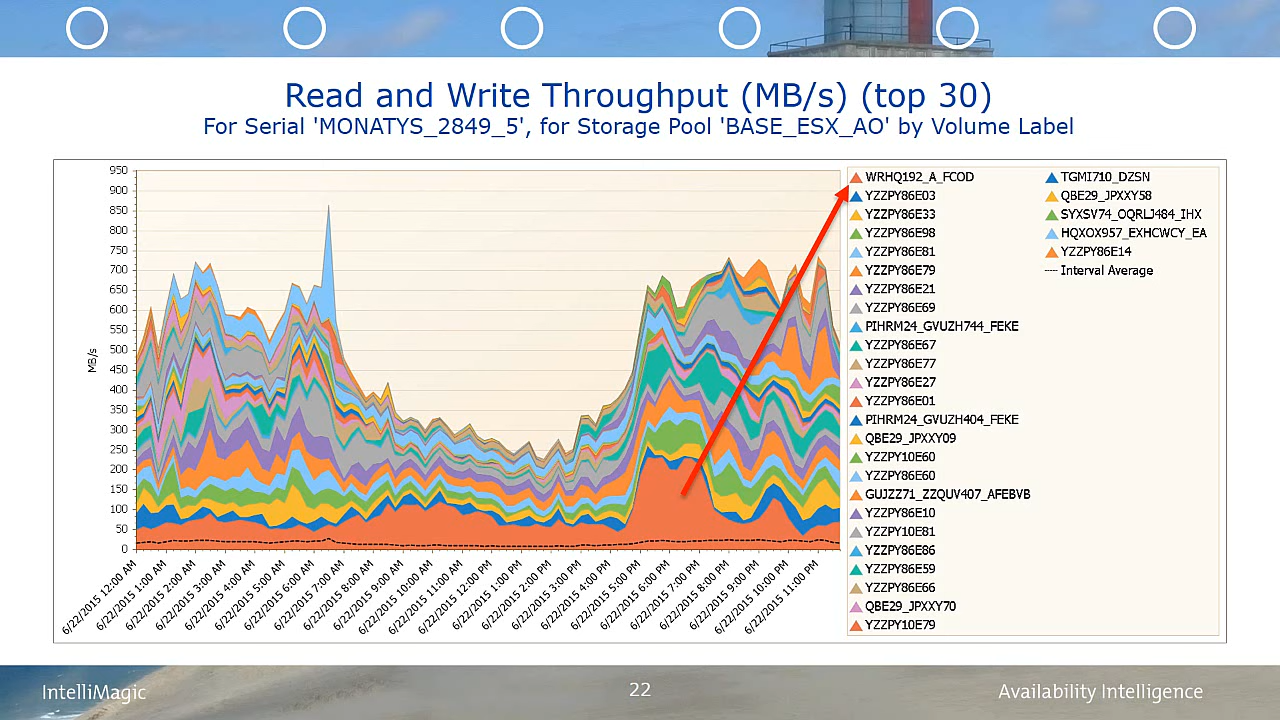 Read and Write Throughput (MB/s) (top 30)
For Serial 'MONATYS_2849_5', for Storage Pool 'BASE_ESX_AO' by Volume Label
950
900
850
800
750
700
650
600
550
500
450
400
350
300
250
200
150
100
50
0
MB/s
6/22/2015 12:00 AM
6/22/2015 1:00 AM
6/22/2015 2:00 AM
6/22/2015 3:00 AM
6/22/2015 4:00 AM
6/22/2015 5:00 AM
6/22/2015 6:00 AM
6/22/2015 7:00 AM
6/22/2015 8:00 AM
6/22/2015 9:00 AM
6/22/2015 10:00 AM
6/22/2015 11:00 AM
6/22/2015 12:00 PM
6/22/2015 1:00 PM
6/22/2015 2:00 PM
6/22/2015 3:00 PM
6/22/2015 4:00 PM
6/22/2015 5:00 PM
6/22/2015 6:00 PM
6/22/2015 7:00 PM
6/22/2015 8:00 PM
6/22/2015 9:00 PM
6/22/2015 10:00 PM
6/22/2015 11:00 PM
WRHQ192_A_FCOD
YZZPY86E03
YZZPY86E33
YZZPY86E98
YZZPY86E81
YZZPY86E79
YZZPY86E21
YZZPY86E69
PIHRM24_GVUZH744_FEKE
YZZPY86E67
YZZPY86E77
YZZPY86E27
YZZPY86E01
PIHRM24_GVUZH404_FEKE
QBE29_JPXXY09
YZZPY10E60
YZZPY86E60
GUJZZ71_ZZQUV407_AFEBVB
YZZPY86E10
YZZPY10E81
YZZPY86E86
YZZPY86E59
YZZPY86E66
QBE29_JPXXY70
YZZPY10E79
TGMI710_DZSN
QBE29_JPXXY58
SYXSV74_OQRLJ484_IHX
HQXOX957_EXHCWCY_EA
YZZPY86E14
Interval Average
IntelliMagic
22
Availability Intelligence